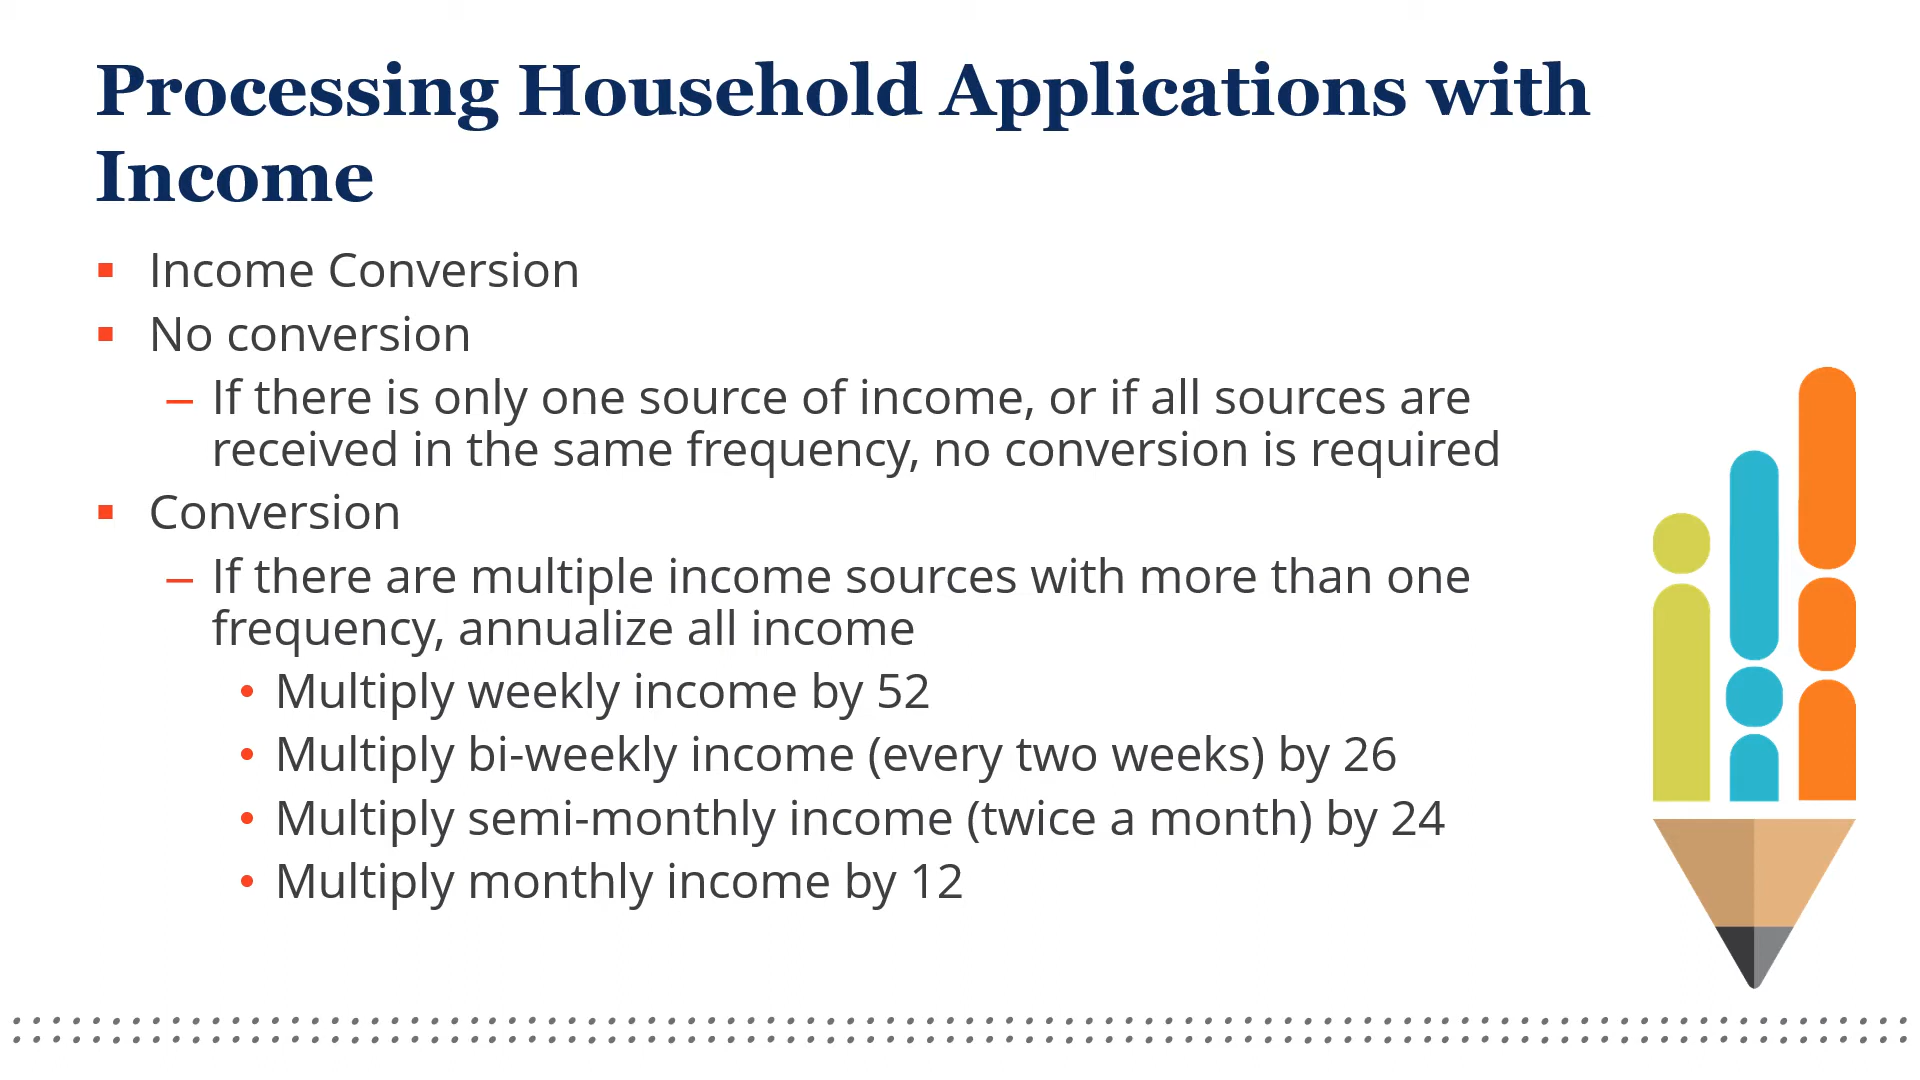 Processing Household Applications with
Income
▪ Income Conversion
▪ No conversion
– If there is only one source of income, or if all sources are
received in the same frequency, no conversion is required
▪ Conversion
– If there are multiple income sources with more than one
frequency, annualize all income
• Multiply weekly income by 52
• Multiply bi-weekly income (every two weeks) by 26
• Multiply semi-monthly income (twice a month) by 24
• Multiply monthly income by 12